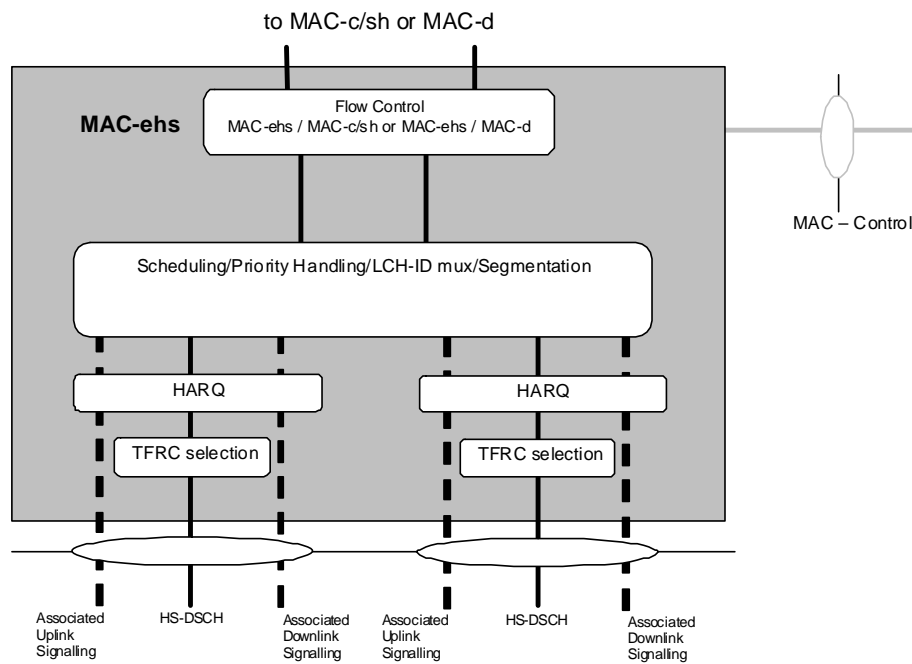 to MAC-c/sh or MAC-d
MAC-ehs
Flow Control
MAC-ehs / MAC-c/sh or MAC-ehs / MAC-d
MAC – Control
Scheduling/Priority Handling/LCH-ID mux/Segmentation
HARQ
HARQ
TFRC selection
TFRC selection
Associated
Uplink
Signalling
HS-DSCH
Associated
Downlink
Signalling
Associated
Uplink
Signalling
HS-DSCH
Associated
Downlink
Signalling